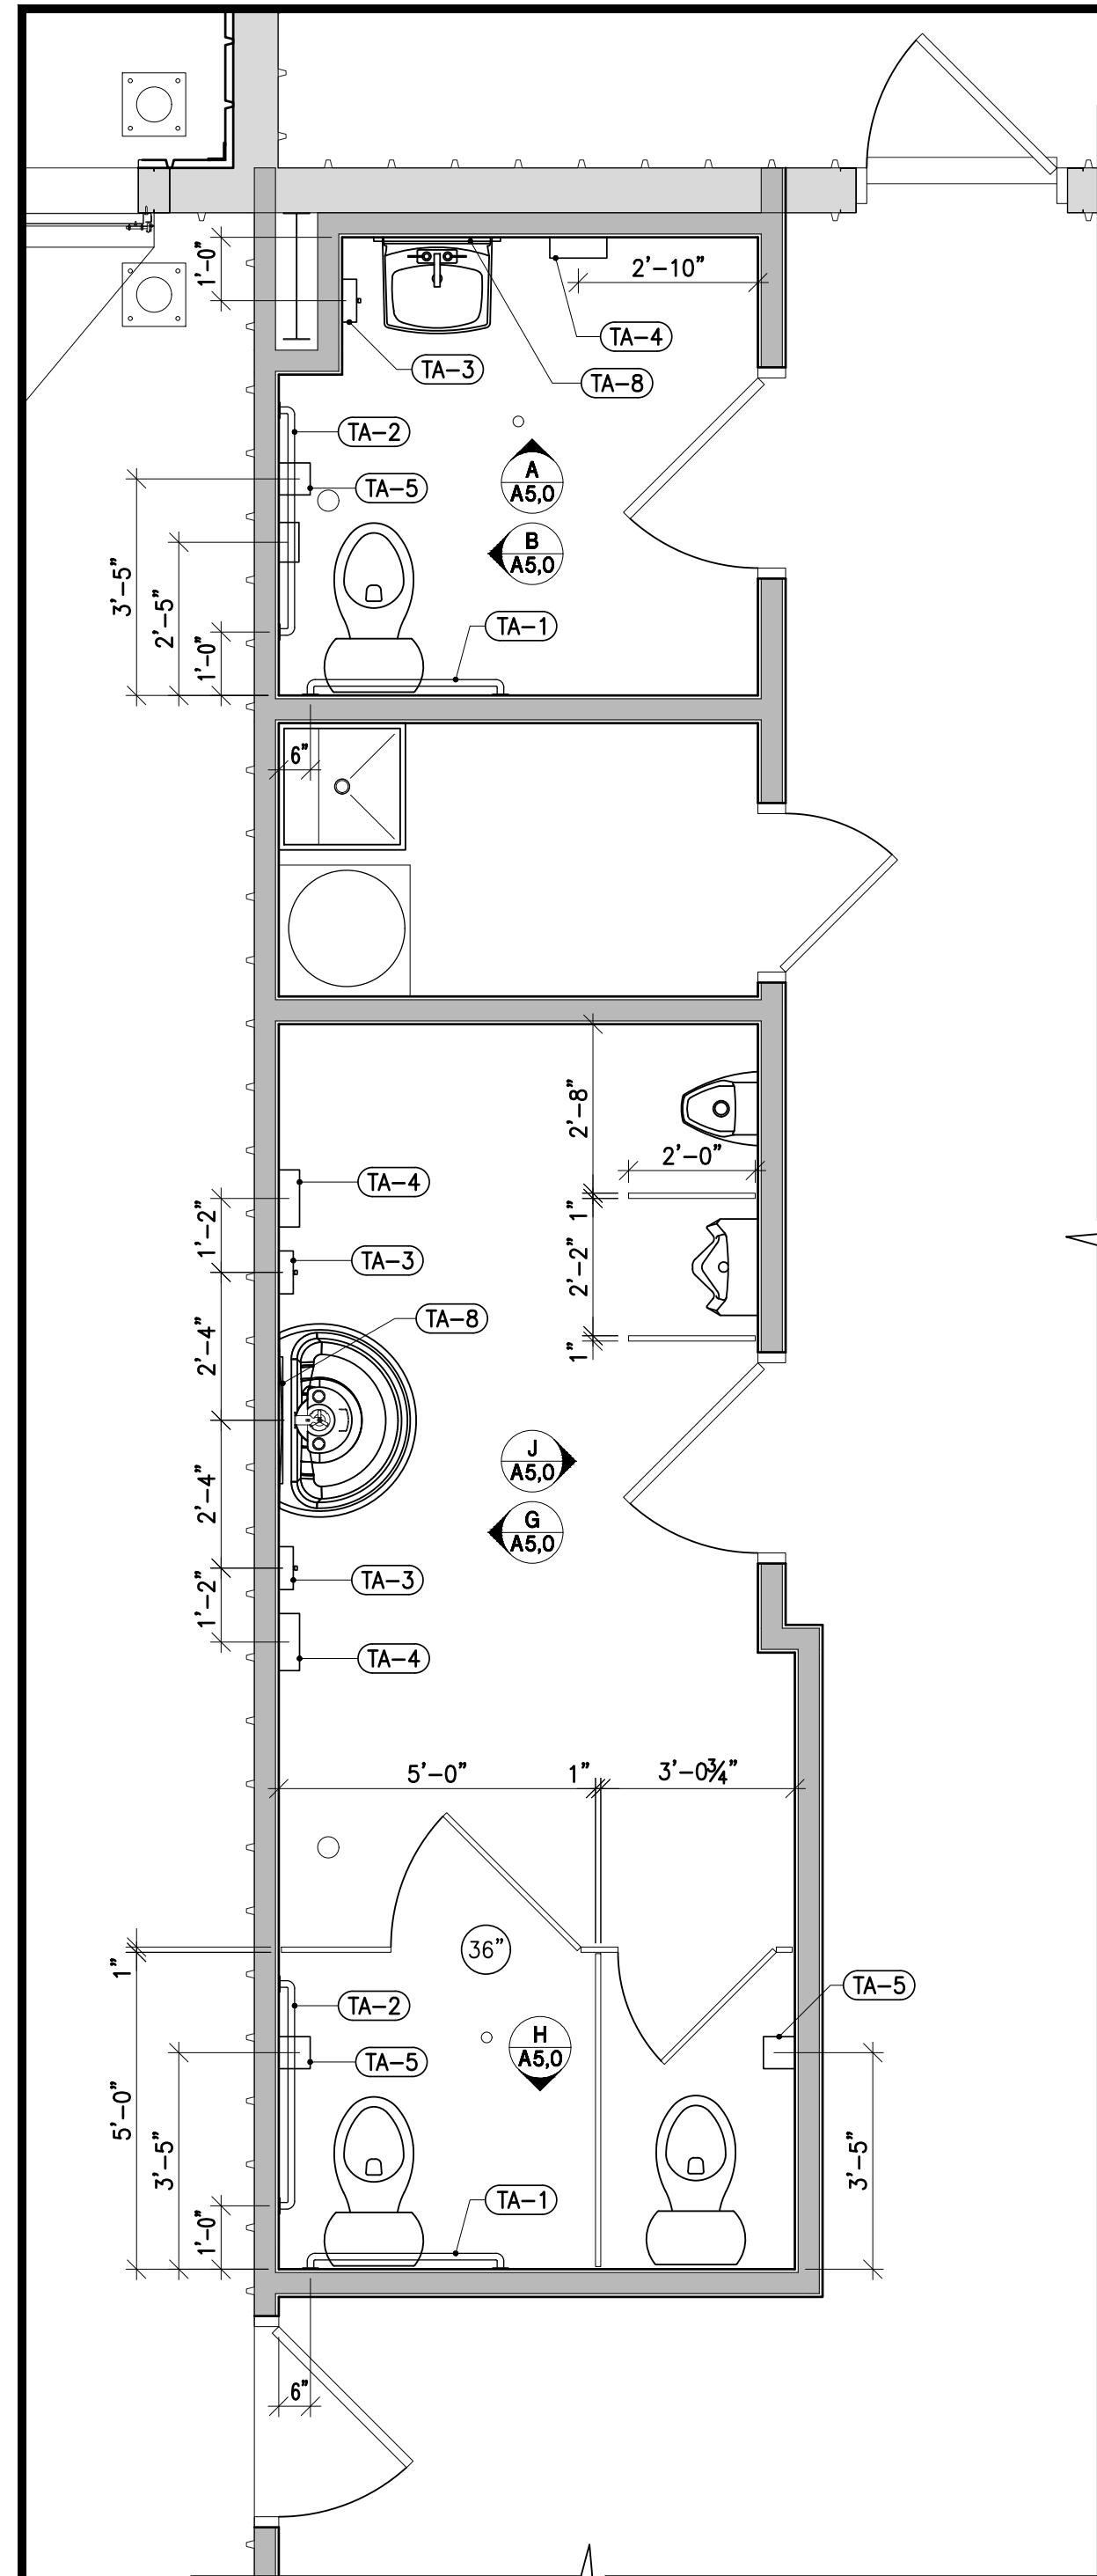 1'-0"
2'-10"
TA-4
TA-3
TA-8
TA-2
A
A5,0
TA-5
B
A5,0
3'-5"
2'-5"
1'-0"
TA-1
6"
2'-8"
2'-0"
TA-4
1'-2"
1"
TA-3
2'-2"
TA-8
2'-4"
1"
J
A5,0
2'-4"
G
A5,0
TA-3
1'-2"
TA-4
5'-0"
1"
3'-0¾"
36"
1"
TA-2
TA-5
H
A5,0
TA-5
5'-0"
3'-5"
3'-5"
TA-1
1'-0"
6"